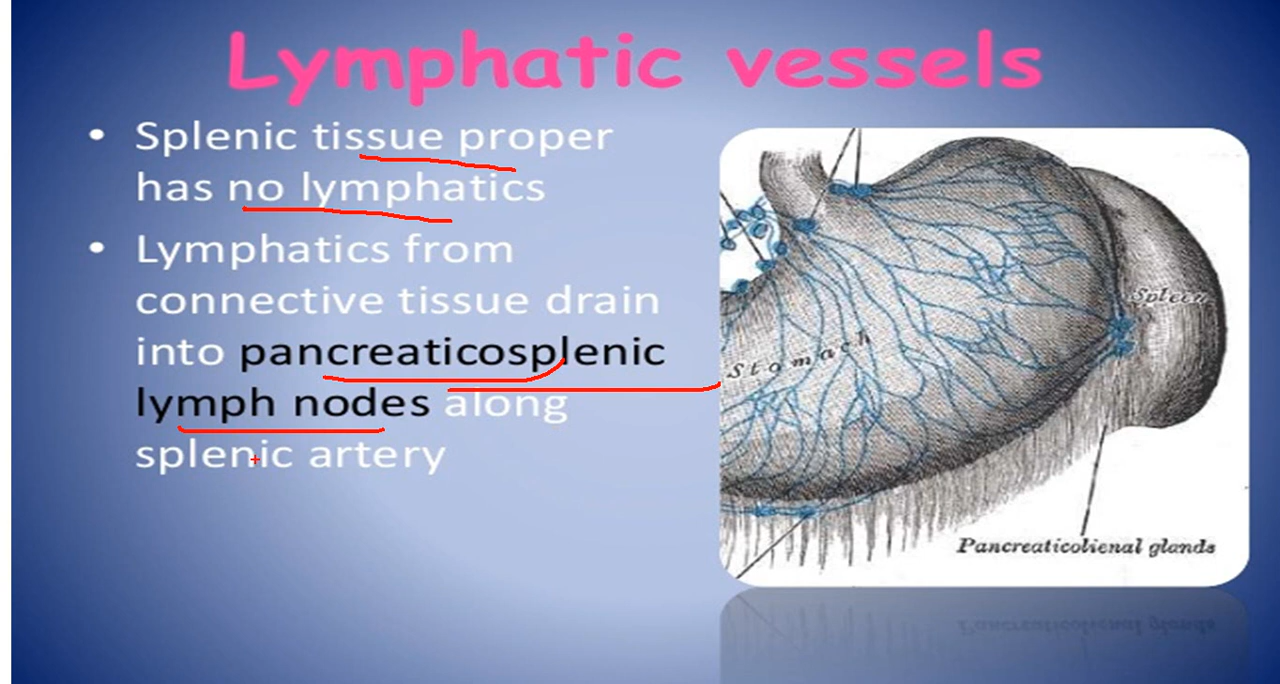 Lymphatic vessels
• Splenic tissue proper
has no lymphatics
• Lymphatics from
connective tissue drain
into pancreaticosplenic
lymph nodes along
splenic artery
Spleen
Stomach
Pancreaticolienal glands